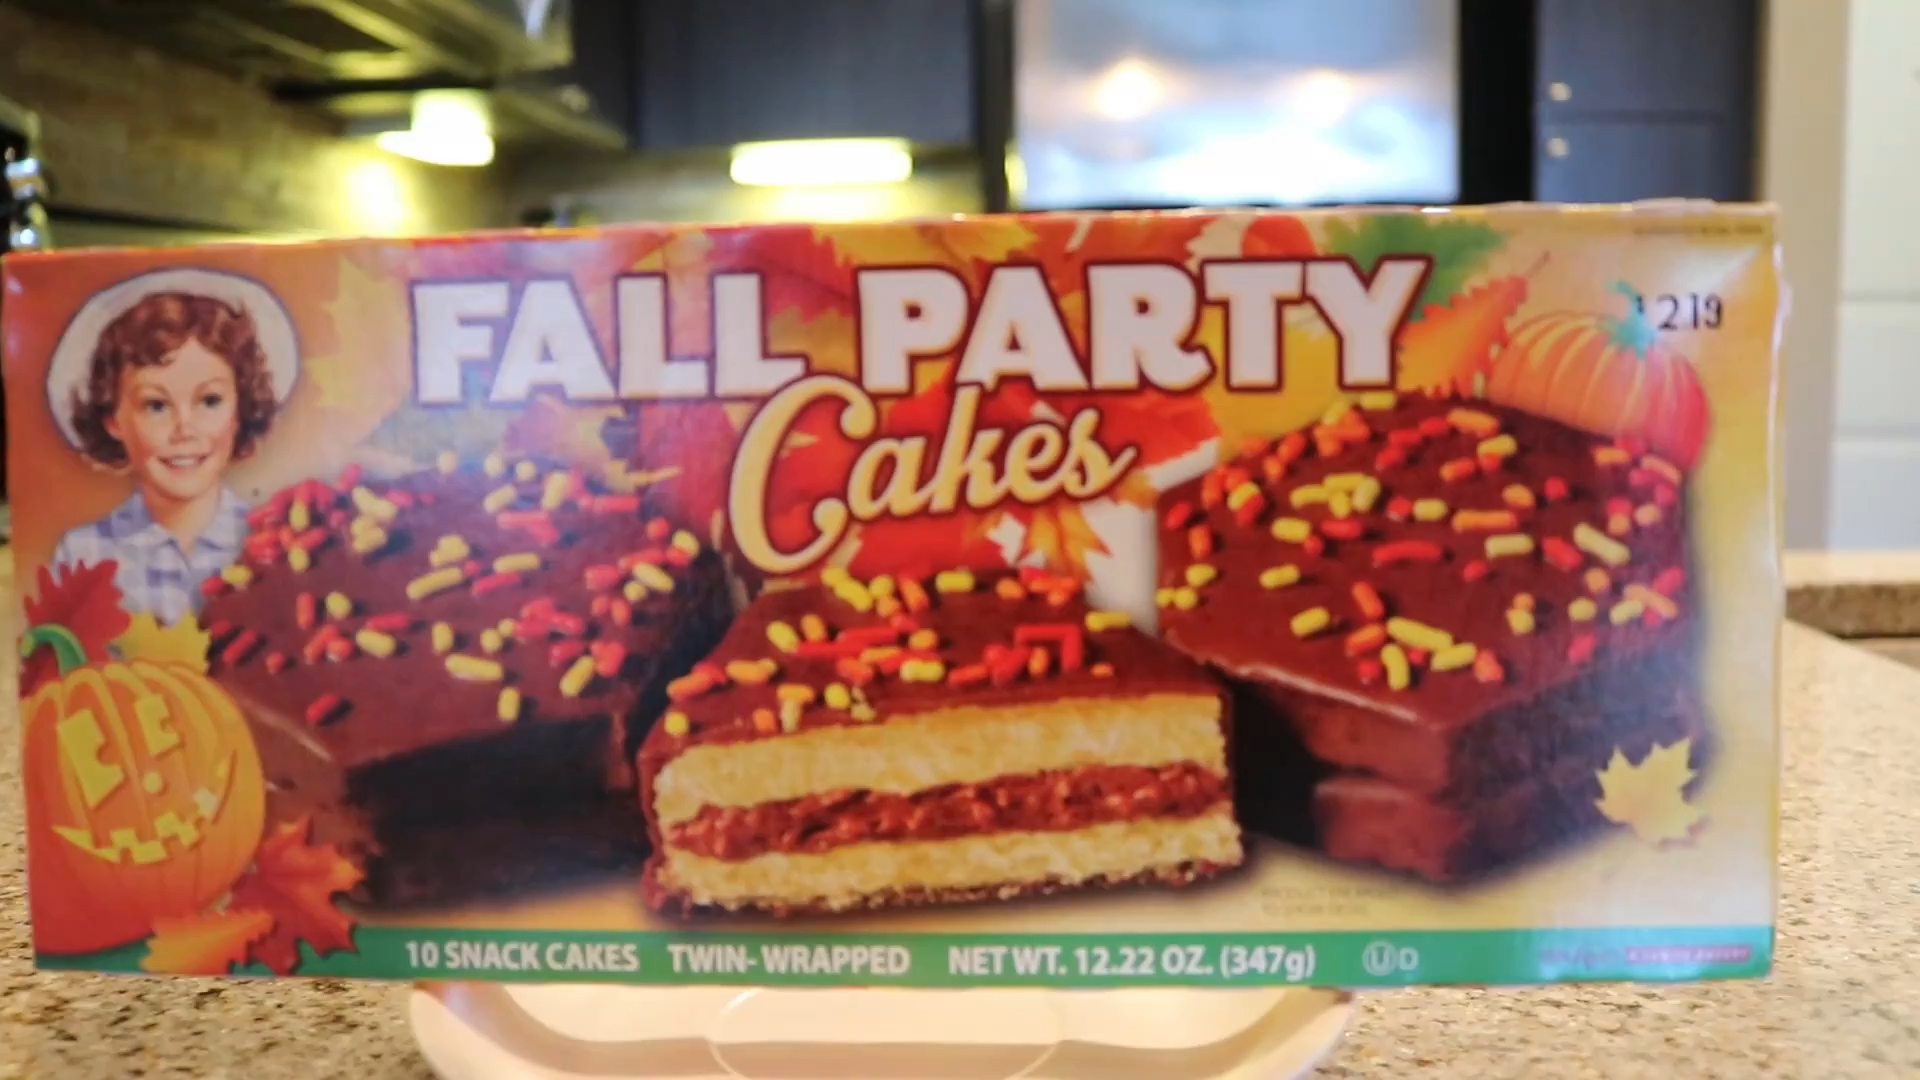 FALL PARTY
Cakes
1219
10 SNACK CAKES TWIN-WRAPPED NET WT. 12.22 OZ. (347g) U D